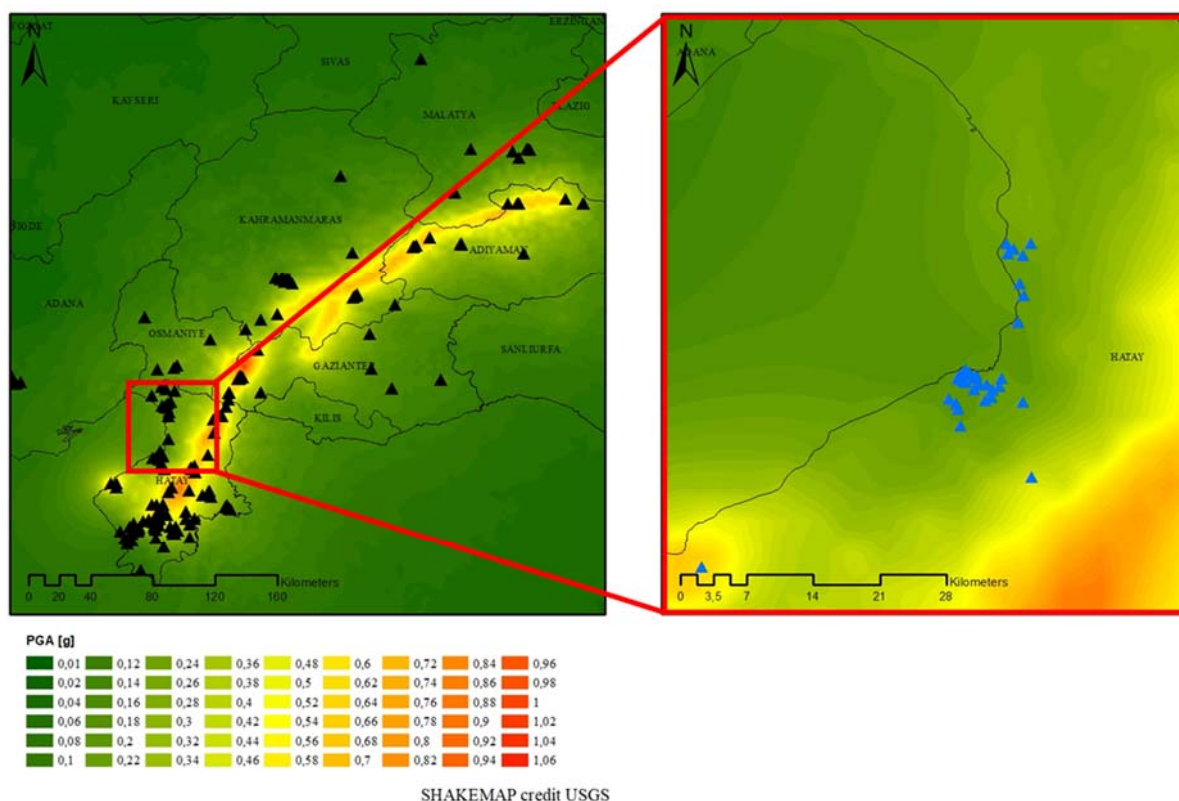 YOZGAT
ERZINGAN
N
SIVAS
KAYSERI
ELAZIG
MALATYA
KAHRAMANMARAS
ADIYAMAN
ADANA
OSMANIYE
SANLIURFA
GAZIANTEP
KILIS
HATAY
Kilometers
0 20 40 80 120 160
N
ADANA
HATAY
Kilometers
0 3,5 7 14 21 28
PGA [g]
0,01 0,12 0,24 0,36 0,48 0,6 0,72 0,84 0,96
0,02 0,14 0,26 0,38 0,5 0,62 0,74 0,86 0,98
0,04 0,16 0,28 0,4 0,52 0,64 0,76 0,88 1
0,06 0,18 0,3 0,42 0,54 0,66 0,78 0,9 1,02
0,08 0,2 0,32 0,44 0,56 0,68 0,8 0,92 1,04
0,1 0,22 0,34 0,46 0,58 0,7 0,82 0,94 1,06
SHAKEMAP credit USGS